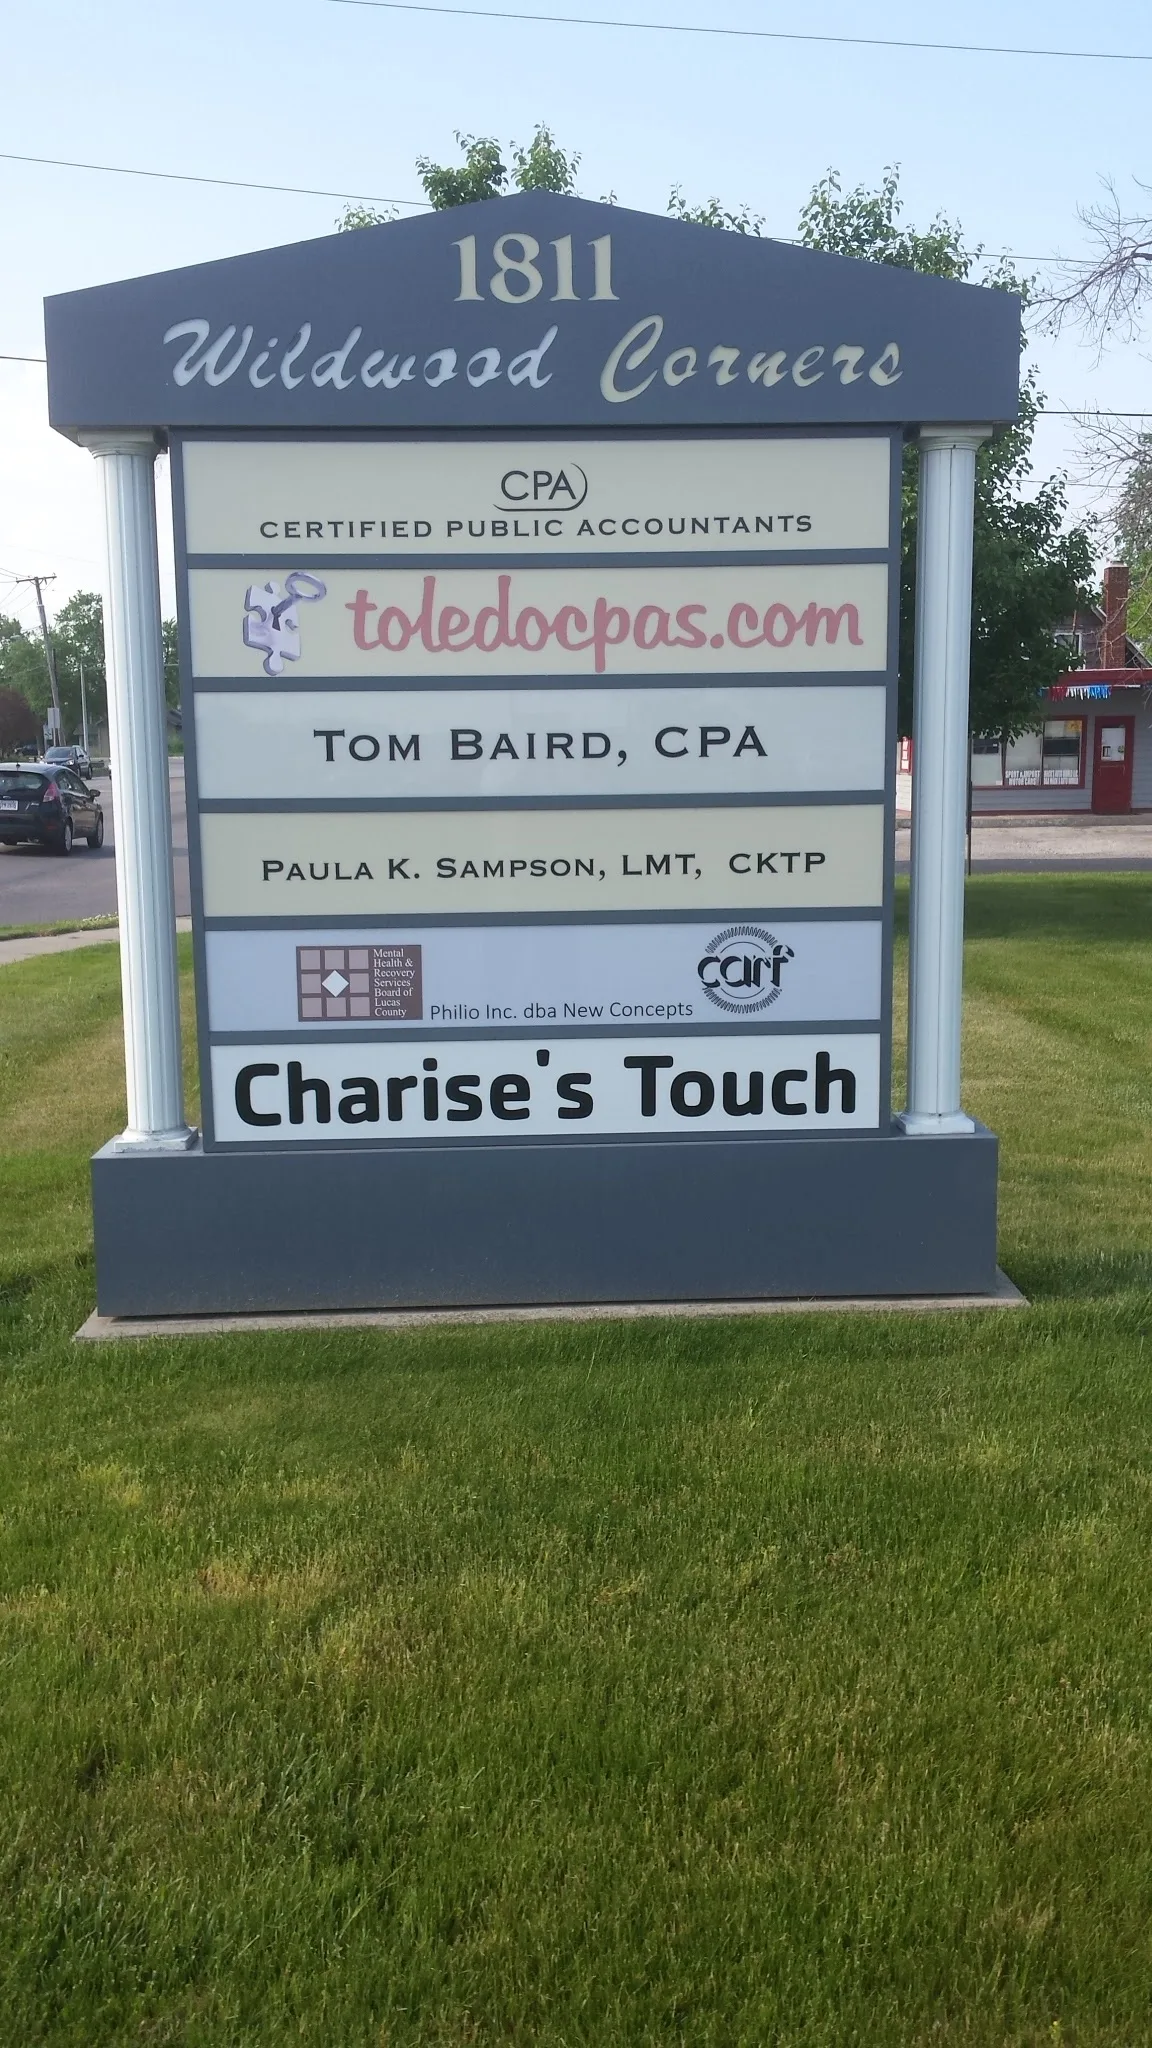 1811
Wildwood Corners
CPA
CERTIFIED PUBLIC ACCOUNTANTS
toledocpas.com
TOM BAIRD, CPA
PAULA K. SAMPSON, LMT, CKTP
Mental
Health &
Recovery
Services
Board of
Lucas
County
Philio Inc. dba New Concepts
carf
Charise's Touch